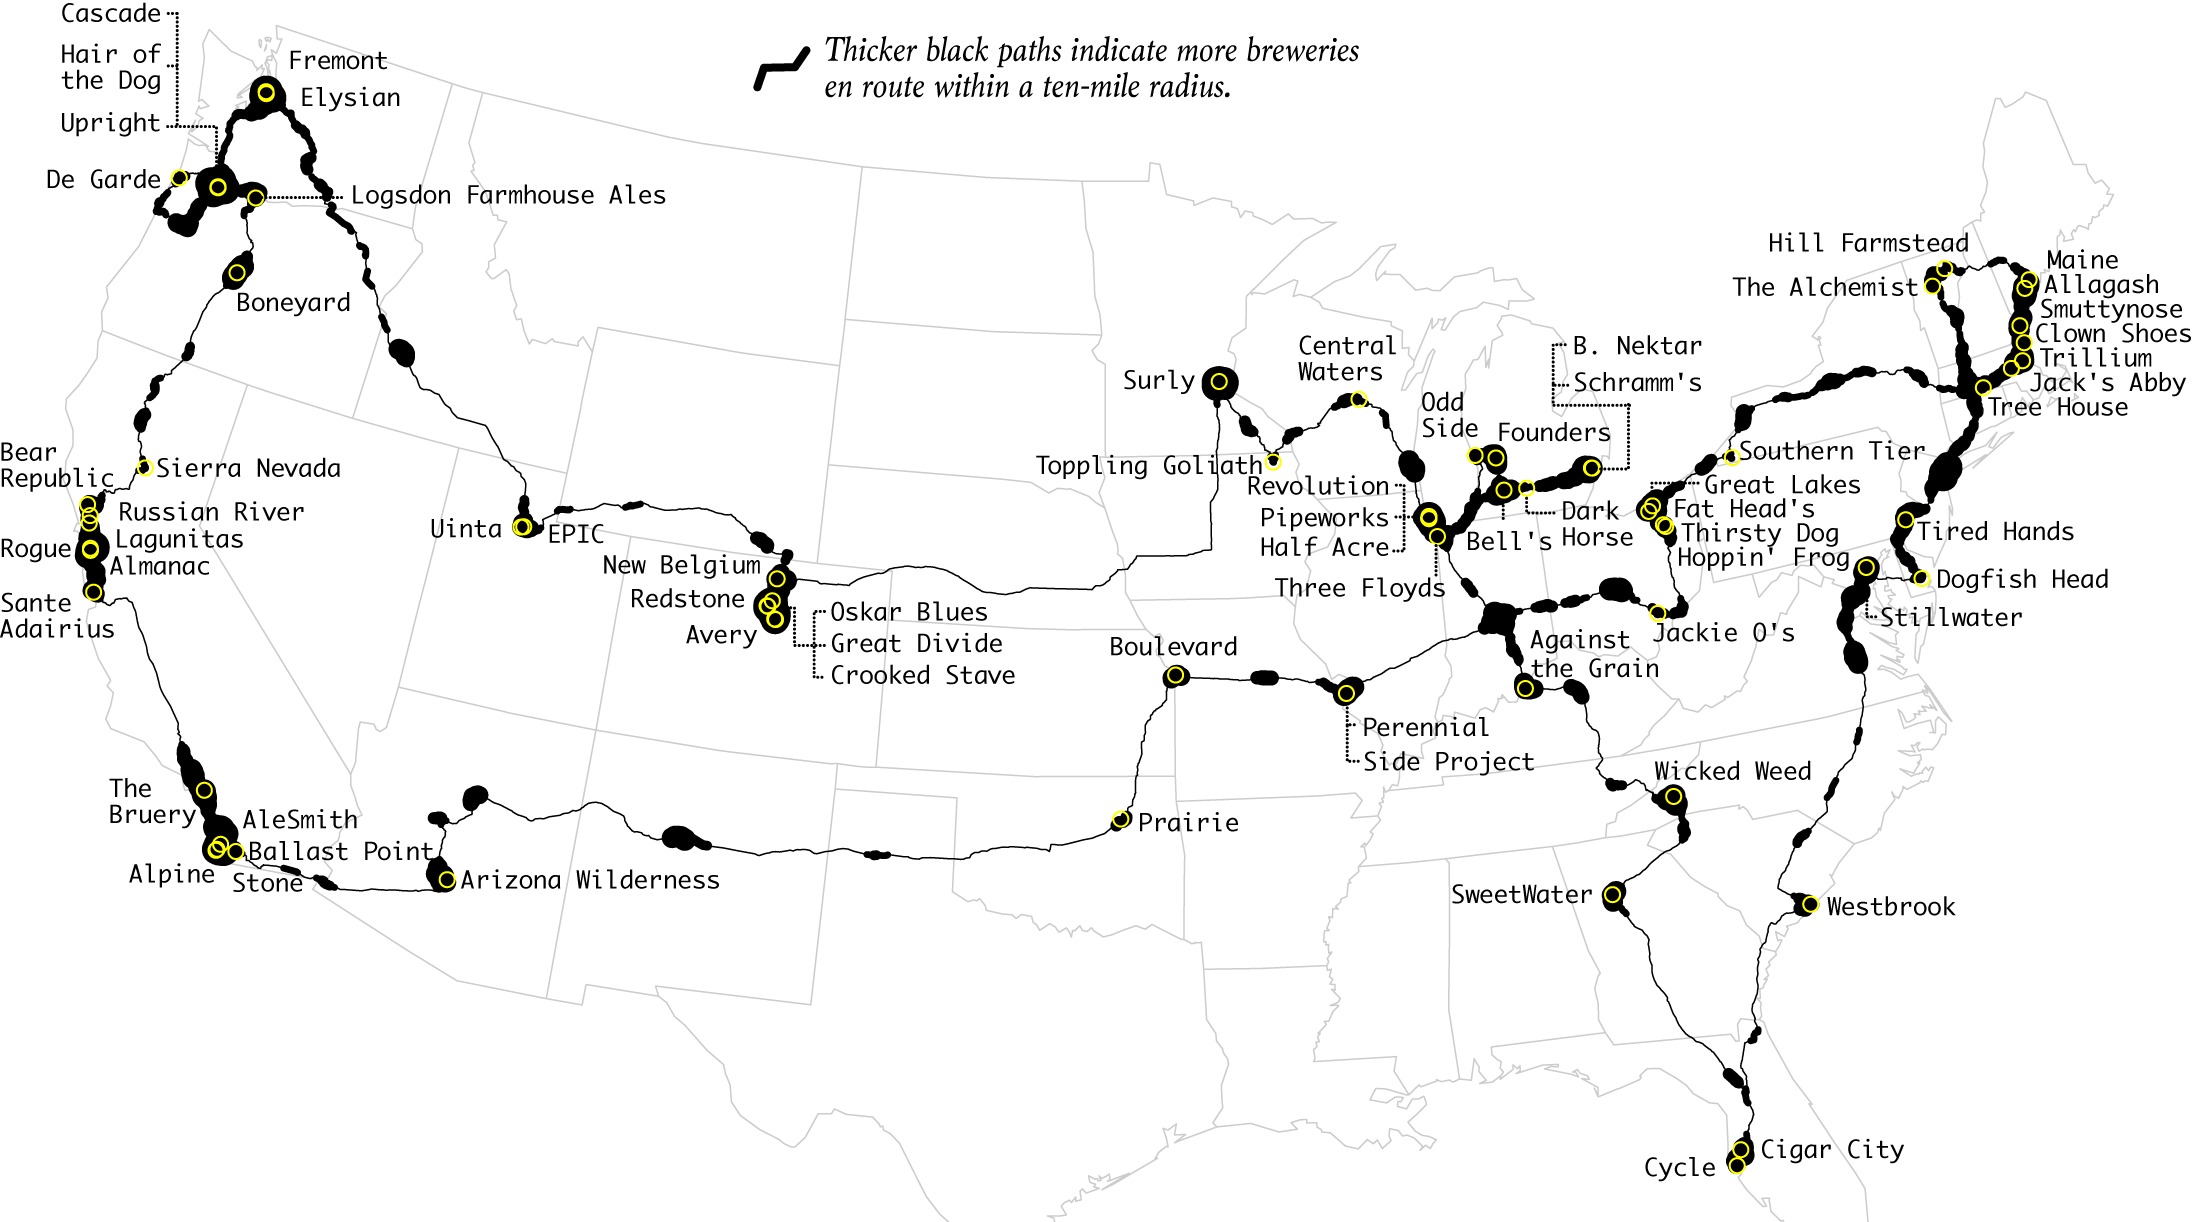 Cascade
Hair of
the Dog
Upright
De Garde
Fremont
Elysian
Logsdon Farmhouse Ales
Boneyard
Thicker black paths indicate more breweries
en route within a ten-mile radius.
Bear
Republic
Sierra Nevada
Russian River
Lagunitas
Rogue
Almanac
Sante
Adairius
Uinta
EPIC
New Belgium
Redstone
Avery
Oskar Blues
Great Divide
Crooked Stave
The
Bruery
AleSmith
Ballast Point
Alpine
Stone
Arizona Wilderness
Prairie
Boulevard
Perennial
Side Project
Surly
Toppling Goliath
Central
Waters
Revolution
Pipeworks
Half Acre
Three Floyds
Odd
Side
Founders
B. Nektar
Schramm's
Bell's
Dark
Horse
Against
the Grain
Jackie O's
Great Lakes
Fat Head's
Thirsty Dog
Hoppin' Frog
Southern Tier
Hill Farmstead
The Alchemist
Maine
Allagash
Smuttynose
Clown Shoes
Trillium
Jack's Abby
Tree House
Tired Hands
Dogfish Head
Stillwater
Wicked Weed
SweetWater
Westbrook
Cigar City
Cycle